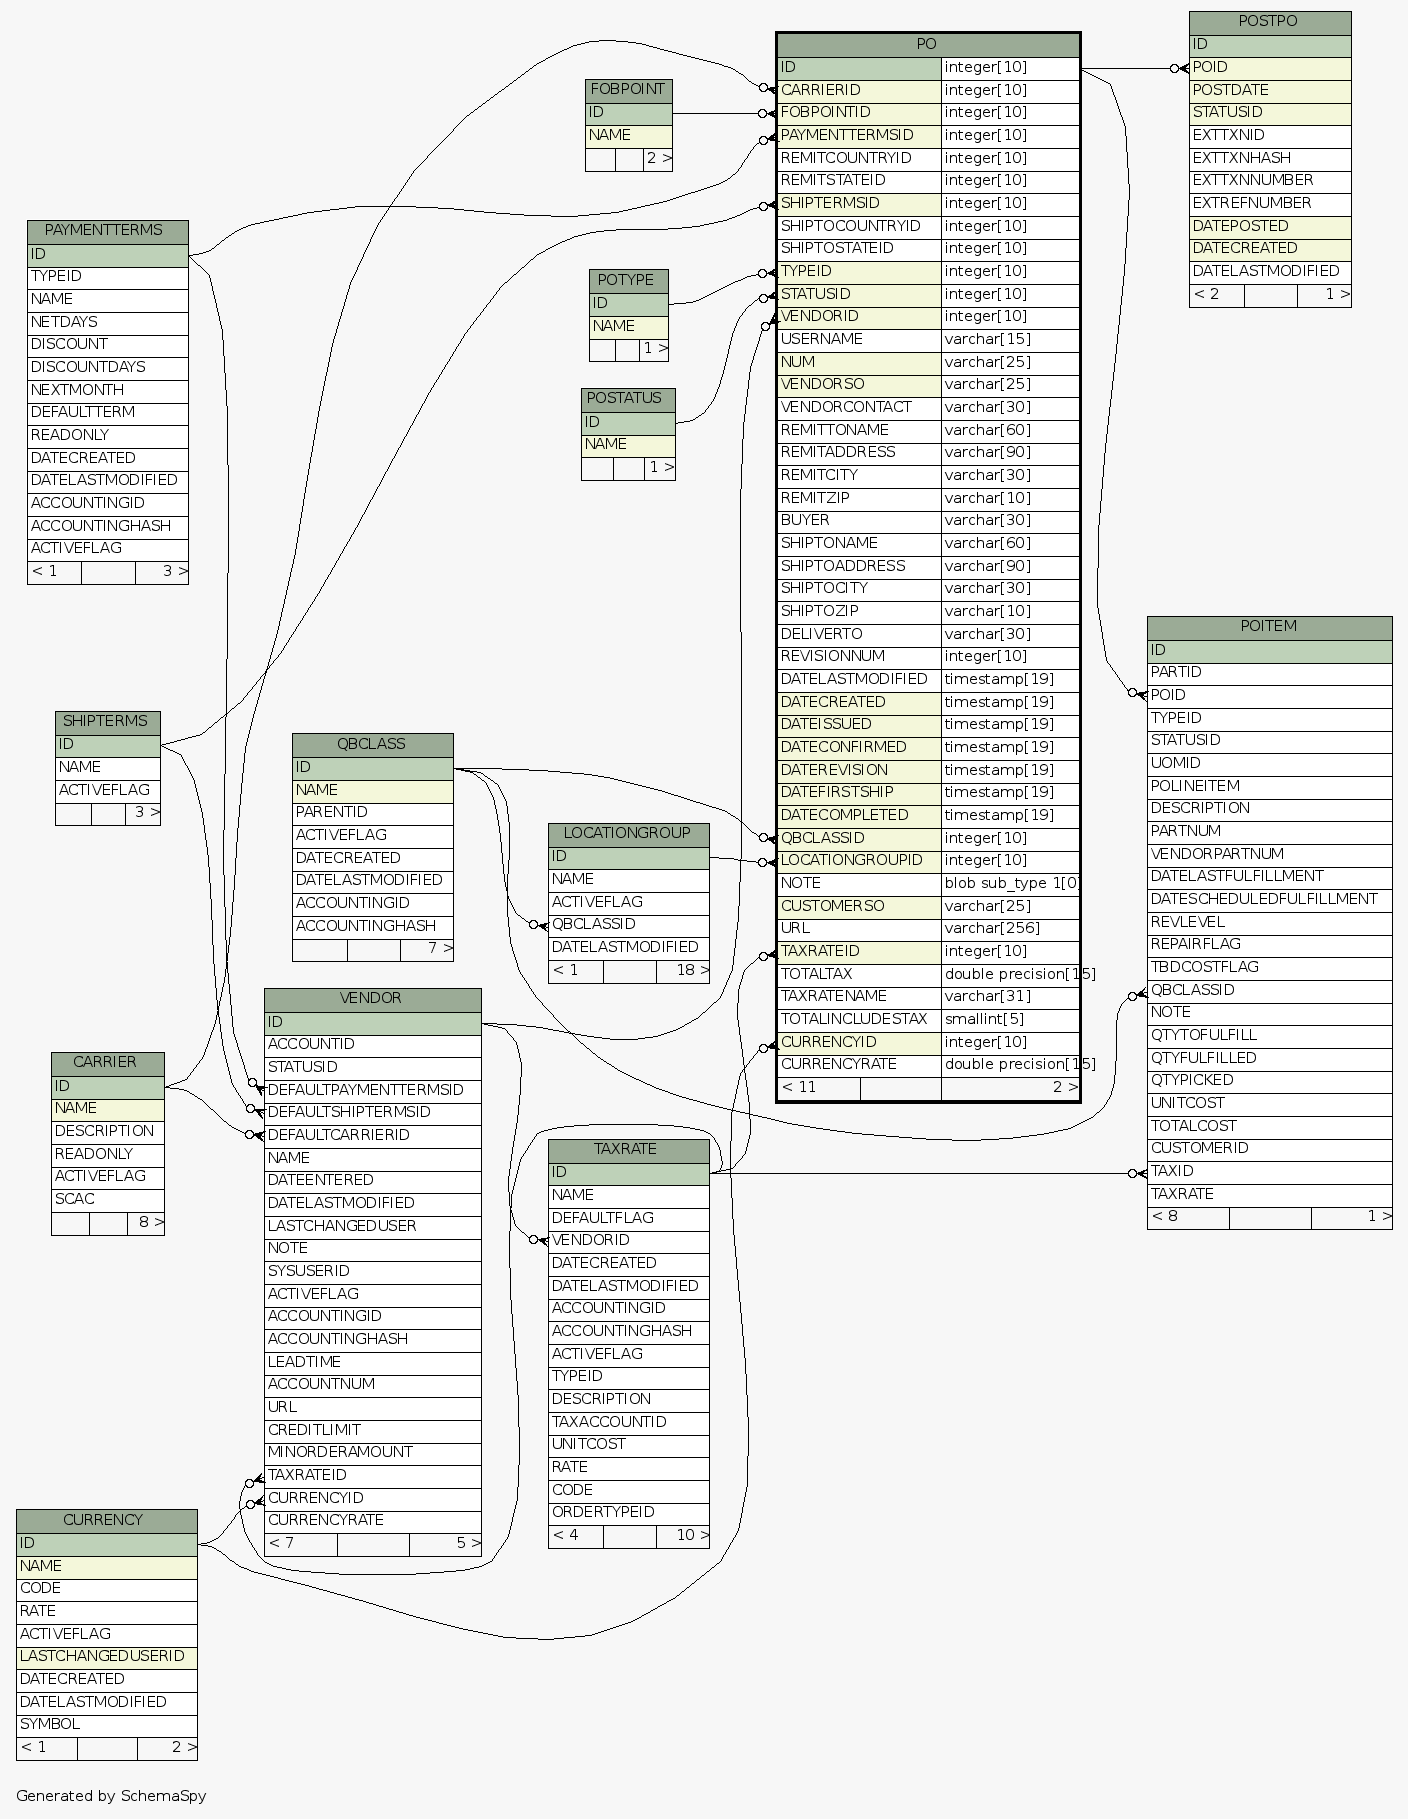 POSTPO
ID
POID
POSTDATE
STATUSID
EXTTXNID
EXTTXNHASH
EXTTXNNUMBER
EXTREFNUMBER
DATEPOSTED
DATECREATED
DATELASTMODIFIED
< 2 1 >
PO
ID integer[10]
CARRIERID integer[10]
FOBPOINTID integer[10]
PAYMENTTERMSID integer[10]
REMITCOUNTRYID integer[10]
REMITSTATEID integer[10]
SHIPTERMSID integer[10]
SHIPTOCOUNTRYID integer[10]
SHIPTOSTATEID integer[10]
TYPEID integer[10]
STATUSID integer[10]
VENDORID integer[10]
USERNAME varchar[15]
NUM varchar[25]
VENDORSO varchar[25]
VENDORCONTACT varchar[30]
REMITTONAME varchar[60]
REMITADDRESS varchar[90]
REMITCITY varchar[30]
REMITZIP varchar[10]
BUYER varchar[30]
SHIPTONAME varchar[60]
SHIPTOADDRESS varchar[90]
SHIPTOCITY varchar[30]
SHIPTOZIP varchar[10]
DELIVERTO varchar[30]
REVISIONNUM integer[10]
DATELASTMODIFIED timestamp[19]
DATECREATED timestamp[19]
DATEISSUED timestamp[19]
DATECONFIRMED timestamp[19]
DATEREVISION timestamp[19]
DATEFIRSTSHIP timestamp[19]
DATECOMPLETED timestamp[19]
QBCLASSID integer[10]
LOCATIONGROUPID integer[10]
NOTE blob sub_type 1[0]
CUSTOMERSO varchar[25]
URL varchar[256]
TAXRATEID integer[10]
TOTALTAX double precision[15]
TAXRATENAME varchar[31]
TOTALINCLUDESTAX smallint[5]
CURRENCYID integer[10]
CURRENCYRATE double precision[15]
< 11 2 >
FOBPOINT
ID
NAME
2 >
PAYMENTTERMS
ID
TYPEID
NAME
NETDAYS
DISCOUNT
DISCOUNTDAYS
NEXTMONTH
DEFAULTTERM
READONLY
DATECREATED
DATELASTMODIFIED
ACCOUNTINGID
ACCOUNTINGHASH
ACTIVEFLAG
< 1 3 >
POTYPE
ID
NAME
1 >
POSTATUS
ID
NAME
1 >
POITEM
ID
PARTID
POID
TYPEID
STATUSID
UOMID
POLINEITEM
DESCRIPTION
PARTNUM
VENDORPARTNUM
DATELASTFULFILLMENT
DATESCHEDULEDFULFILLMENT
REVLEVEL
REPAIRFLAG
TBDCOSTFLAG
QBCLASSID
NOTE
QTYTOFULFILL
QTYFULFILLED
QTYPICKED
UNITCOST
TOTALCOST
CUSTOMERID
TAXID
TAXRATE
< 8 1 >
SHIPTERMS
ID
NAME
ACTIVEFLAG
3 >
QBCLASS
ID
NAME
PARENTID
ACTIVEFLAG
DATECREATED
DATELASTMODIFIED
ACCOUNTINGID
ACCOUNTINGHASH
7 >
LOCATIONGROUP
ID
NAME
ACTIVEFLAG
QBCLASSID
DATELASTMODIFIED
< 1 18 >
VENDOR
ID
ACCOUNTID
STATUSID
DEFAULTPAYMENTTERMSID
DEFAULTSHIPTERMSID
DEFAULTCARRIERID
NAME
DATEENTERED
DATELASTMODIFIED
LASTCHANGEDUSER
NOTE
SYSUSERID
ACTIVEFLAG
ACCOUNTINGID
ACCOUNTINGHASH
LEADTIME
ACCOUNTNUM
URL
CREDITLIMIT
MINORDERAMOUNT
TAXRATEID
CURRENCYID
CURRENCYRATE
< 7 5 >
CARRIER
ID
NAME
DESCRIPTION
READONLY
ACTIVEFLAG
SCAC
8 >
TAXRATE
ID
NAME
DEFAULTFLAG
VENDORID
DATECREATED
DATELASTMODIFIED
ACCOUNTINGID
ACCOUNTINGHASH
ACTIVEFLAG
TYPEID
DESCRIPTION
TAXACCOUNTID
UNITCOST
RATE
CODE
ORDERTYPEID
< 4 10 >
CURRENCY
ID
NAME
CODE
RATE
ACTIVEFLAG
LASTCHANGEDUSERID
DATECREATED
DATELASTMODIFIED
SYMBOL
< 1 2 >
Generated by SchemaSpy